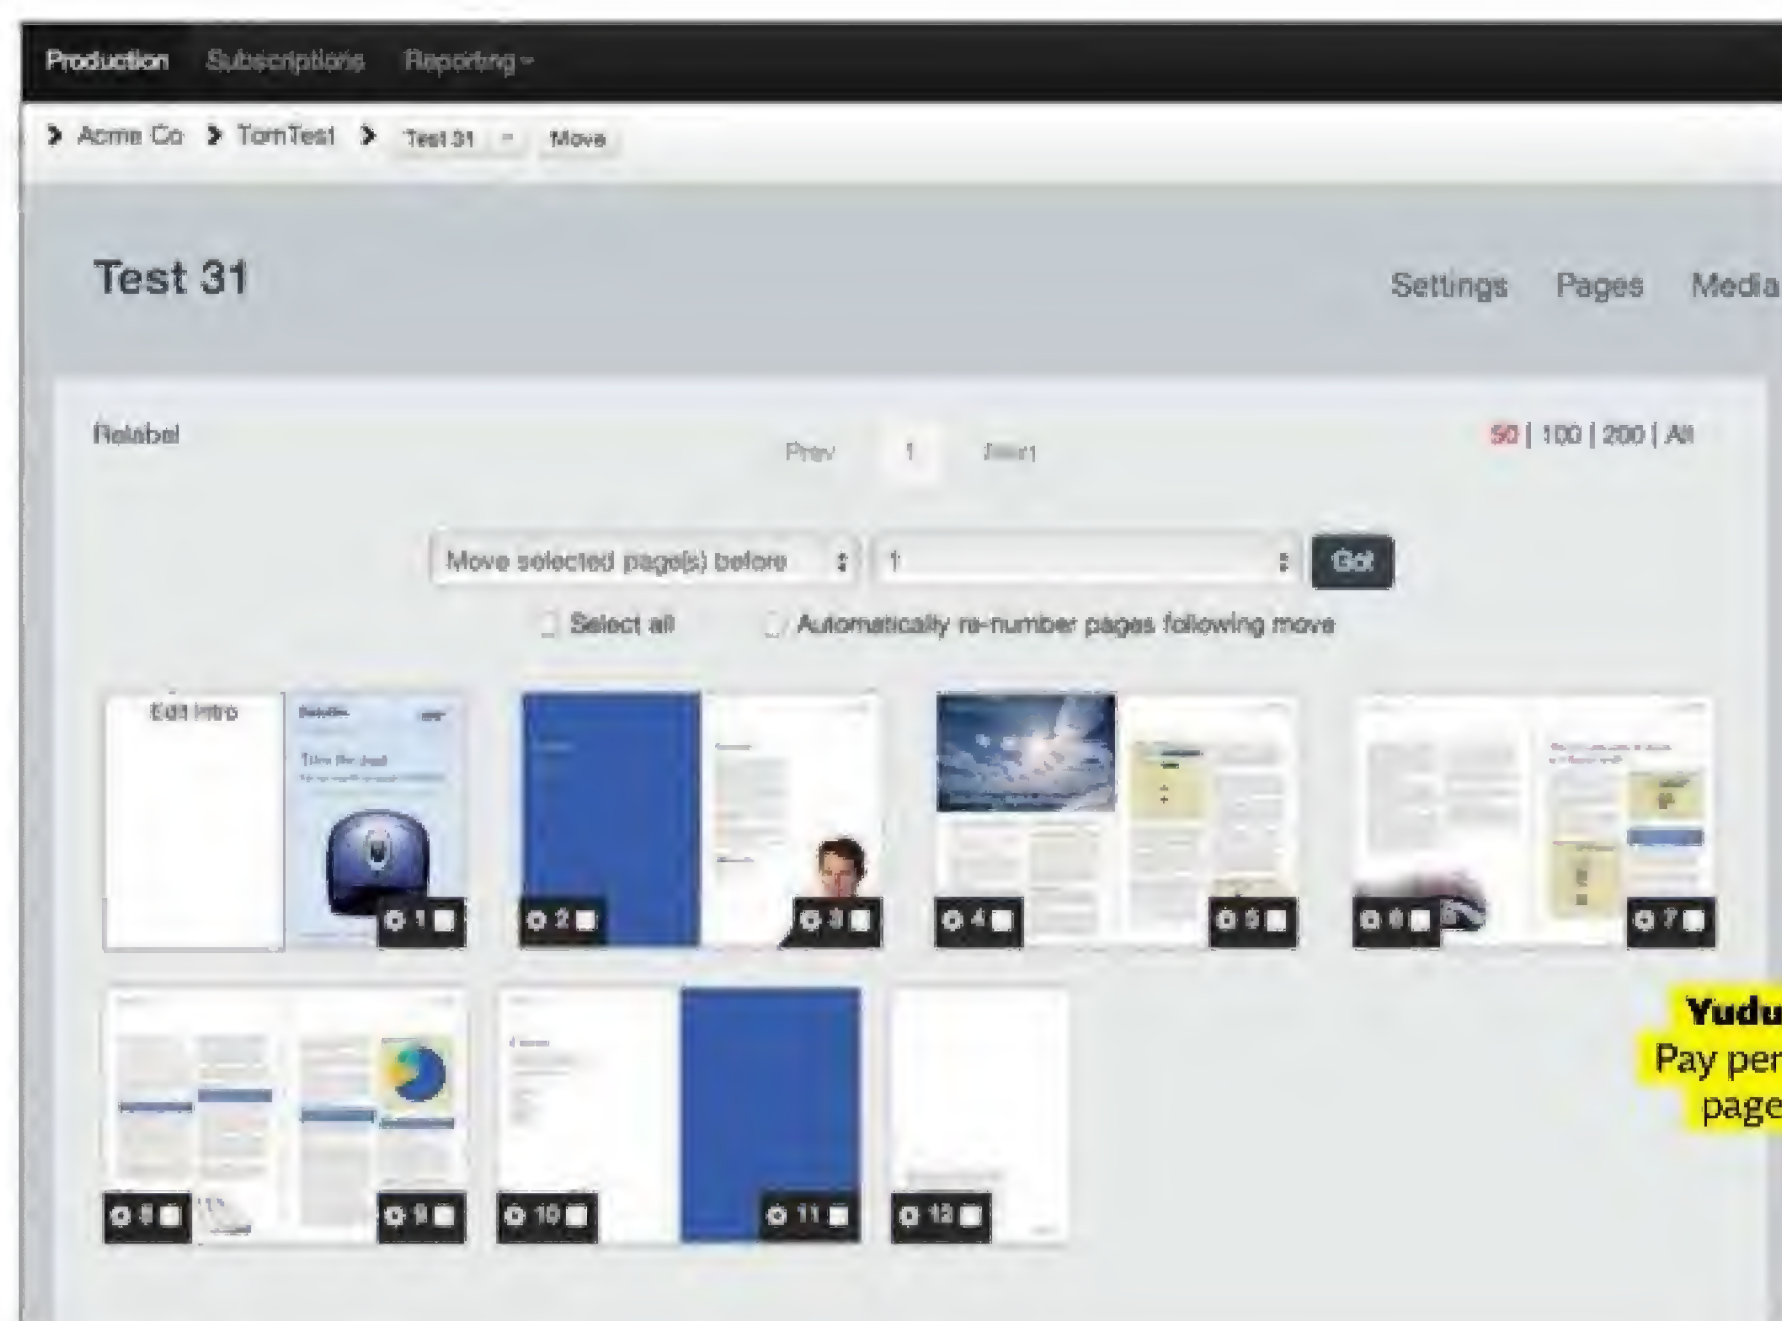 Production Subscriptions Reporting
Acme Co TomTest Test 31 Move
Test 31
Settings Pages Media
Relabel
Prev 1 Next
50 | 100 | 200 | All
Move selected page(s) before 1 Go!
Select all Automatically re-number pages following move
Edit Intro
1 2 3 4 5 6 7
8 9 10 11 12
Yudu
Pay per
page